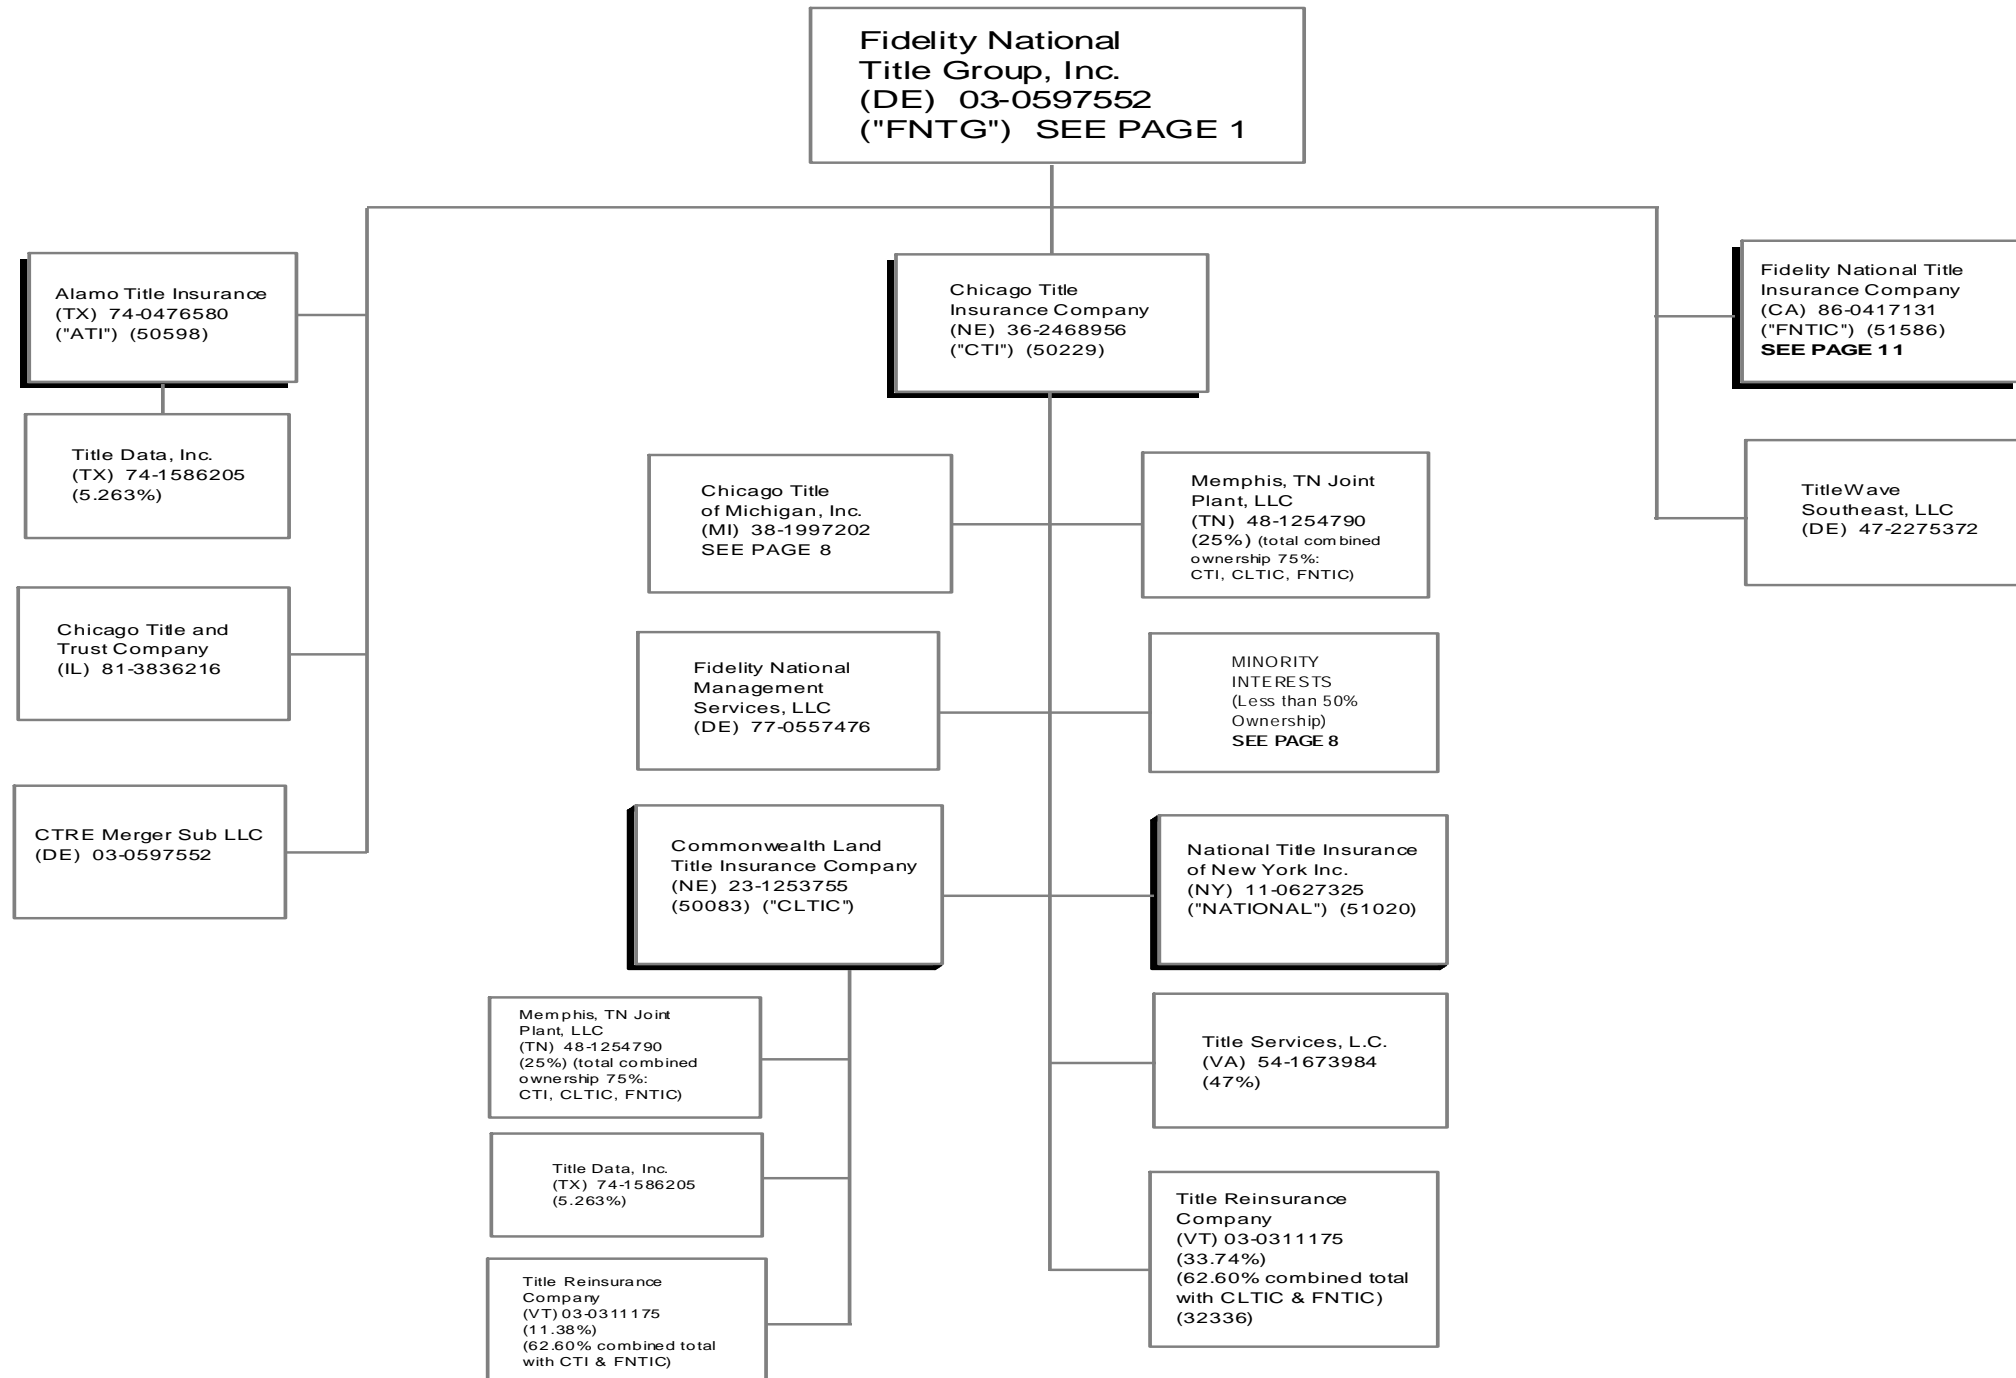 Fidelity National
Title Group, Inc.
(DE) 03-0597552
("FNTG") SEE PAGE 1
Alamo Title Insurance
(TX) 74-0476580
("ATI") (50598)
Title Data, Inc.
(TX) 74-1586205
(5.263%)
Chicago Title and
Trust Company
(IL) 81-3836216
CTRE Merger Sub LLC
(DE) 03-0597552
Chicago Title
Insurance Company
(NE) 36-2468956
("CTI") (50229)
Chicago Title
of Michigan, Inc.
(MI) 38-1997202
SEE PAGE 8
Memphis, TN Joint
Plant, LLC
(TN) 48-1254790
(25%) (total combined
ownership 75%:
CTI, CLTIC, FNTIC)
Fidelity National
Management
Services, LLC
(DE) 77-0557476
MINORITY
INTERESTS
(Less than 50%
Ownership)
SEE PAGE 8
Commonwealth Land
Title Insurance Company
(NE) 23-1253755
(50083) ("CLTIC")
National Title Insurance
of New York Inc.
(NY) 11-0627325
("NATIONAL") (51020)
Memphis, TN Joint
Plant, LLC
(TN) 48-1254790
(25%) (total combined
ownership 75%:
CTI, CLTIC, FNTIC)
Title Data, Inc.
(TX) 74-1586205
(5.263%)
Title Reinsurance
Company
(VT) 03-0311175
(11.38%)
(62.60% combined total
with CTI & FNTIC)
Title Services, L.C.
(VA) 54-1673984
(47%)
Title Reinsurance
Company
(VT) 03-0311175
(33.74%)
(62.60% combined total
with CLTIC & FNTIC)
(32336)
Fidelity National Title
Insurance Company
(CA) 86-0417131
("FNTIC") (51586)
SEE PAGE 11
TitleWave
Southeast, LLC
(DE) 47-2275372